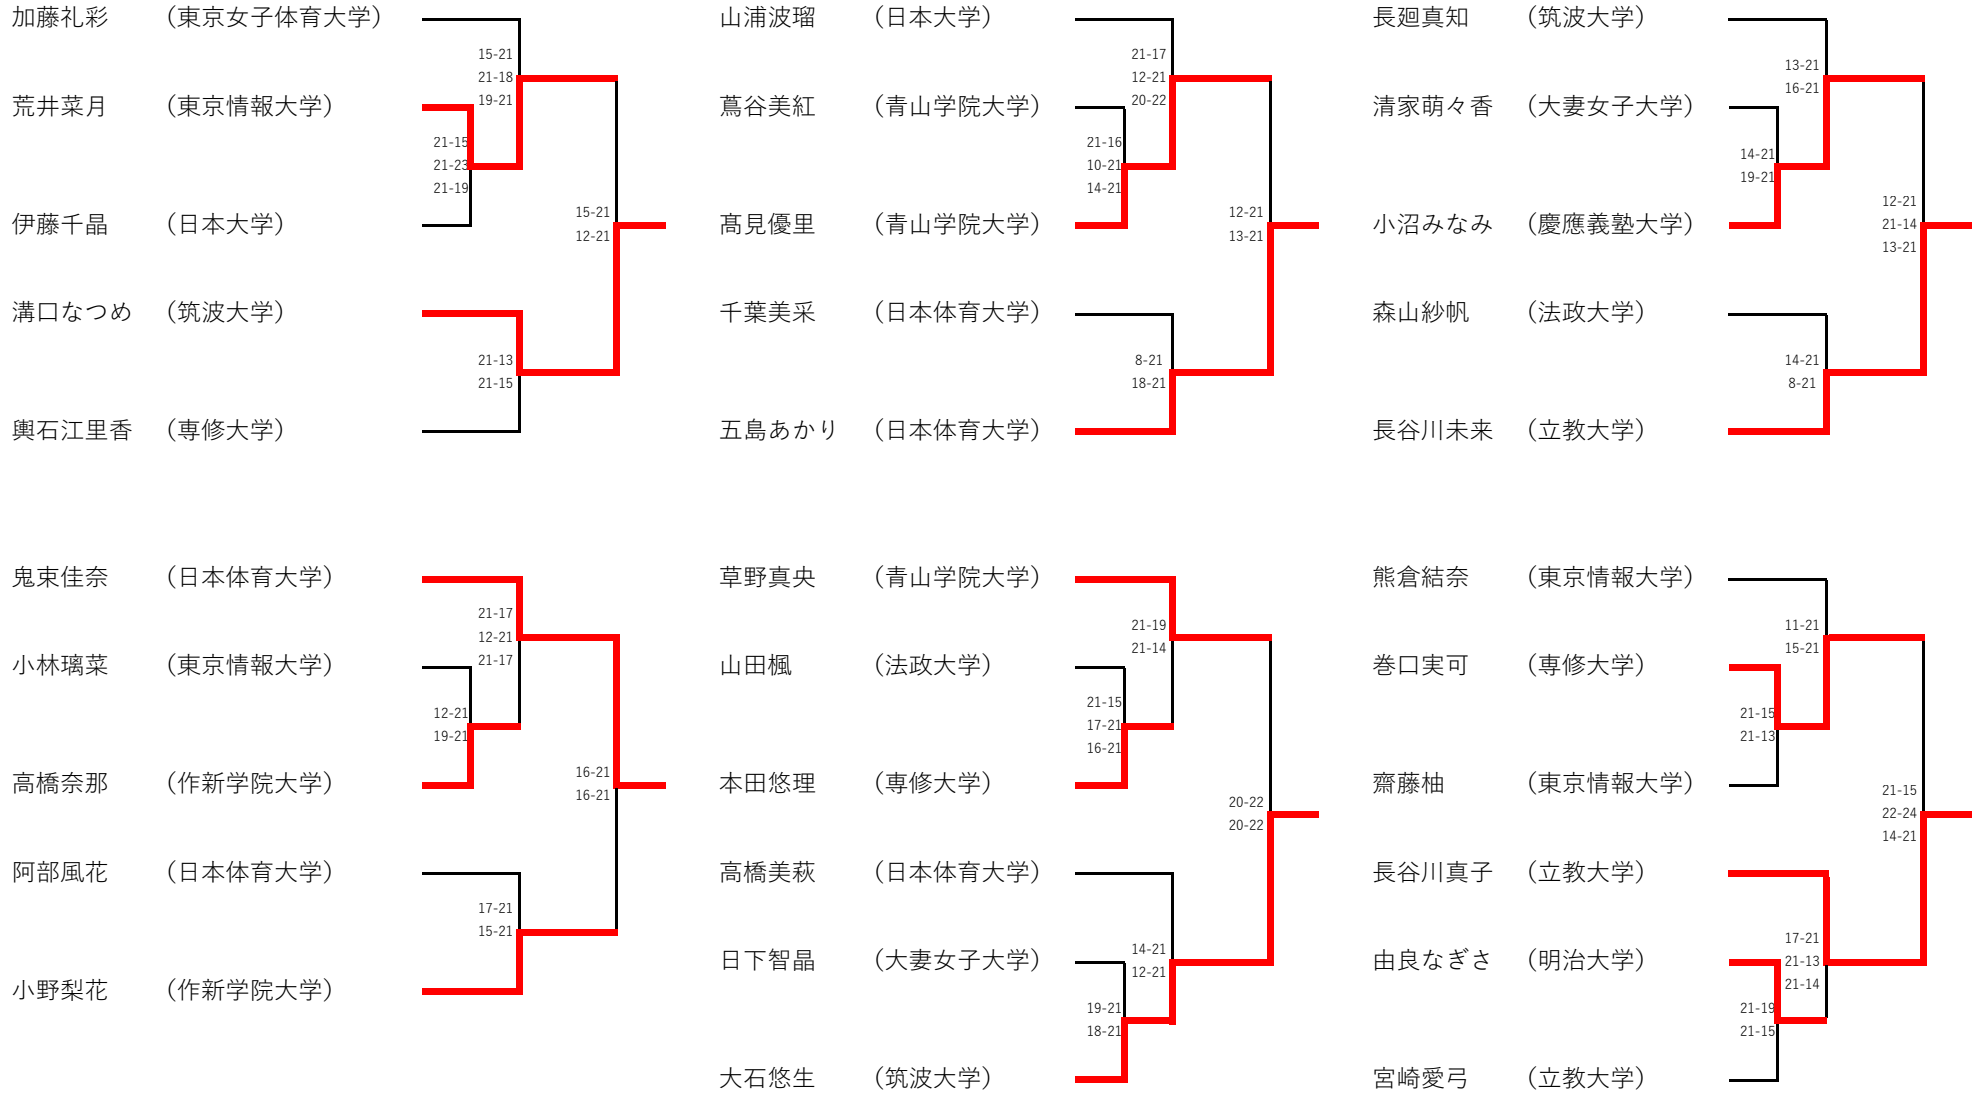 加藤礼彩 (東京女子体育大学)
15-21
21-18
19-21
荒井菜月 (東京情報大学)
21-15
21-23
21-19
伊藤千晶 (日本大学)
15-21
12-21
溝口なつめ (筑波大学)
21-13
21-15
輿石江里香 (専修大学)
山浦波瑠 (日本大学)
21-17
12-21
20-22
蔦谷美紅 (青山学院大学)
21-16
10-21
14-21
髙見優里 (青山学院大学)
12-21
13-21
千葉美采 (日本体育大学)
8-21
18-21
五島あかり (日本体育大学)
長廻真知 (筑波大学)
13-21
16-21
清家萌々香 (大妻女子大学)
14-21
19-21
小沼みなみ (慶應義塾大学)
12-21
21-14
13-21
森山紗帆 (法政大学)
14-21
8-21
長谷川未来 (立教大学)
鬼束佳奈 (日本体育大学)
21-17
12-21
21-17
小林璃菜 (東京情報大学)
12-21
19-21
高橋奈那 (作新学院大学)
16-21
16-21
阿部風花 (日本体育大学)
17-21
15-21
小野梨花 (作新学院大学)
草野真央 (青山学院大学)
21-19
21-14
山田楓 (法政大学)
21-15
17-21
16-21
本田悠理 (専修大学)
20-22
20-22
高橋美萩 (日本体育大学)
14-21
12-21
日下智晶 (大妻女子大学)
19-21
18-21
大石悠生 (筑波大学)
熊倉結奈 (東京情報大学)
11-21
15-21
巻口実可 (専修大学)
21-15
21-13
齋藤柚 (東京情報大学)
21-15
22-24
14-21
長谷川真子 (立教大学)
17-21
21-13
21-14
由良なぎさ (明治大学)
21-19
21-15
宮崎愛弓 (立教大学)